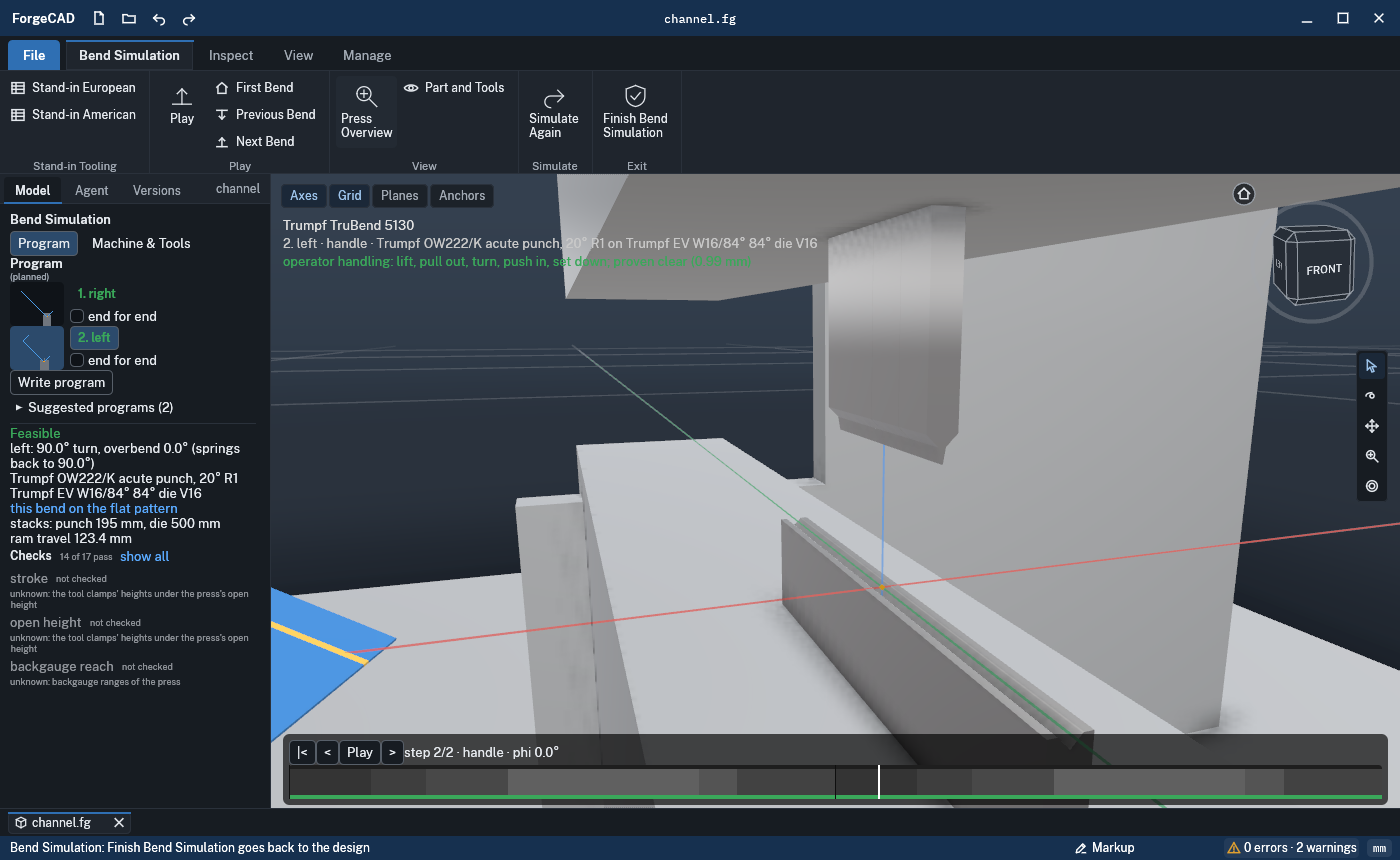 ForgeCAD
channel.fg
File
Bend Simulation
Inspect
View
Manage
Stand-in European
Stand-in American
Stand-in Tooling
Play
First Bend
Previous Bend
Next Bend
Play
Press Overview
Part and Tools
View
Simulate Again
Simulate
Finish Bend Simulation
Exit
Model
Agent
Versions
channel
Bend Simulation
Program
Machine & Tools
Program
(planned)
1. right
end for end
2. left
end for end
Write program
Suggested programs (2)
Feasible
left: 90.0° turn, overbend 0.0° (springs
back to 90.0°)
Trumpf OW222/K acute punch, 20° R1
Trumpf EV W16/84° 84° die V16
this bend on the flat pattern
stacks: punch 195 mm, die 500 mm
ram travel 123.4 mm
Checks 14 of 17 pass show all
stroke not checked
unknown: the tool clamps' heights under the press's open
height
open height not checked
unknown: the tool clamps' heights under the press's open
height
backgauge reach not checked
unknown: backgauge ranges of the press
Axes
Grid
Planes
Anchors
Trumpf TruBend 5130
2. left · handle · Trumpf OW222/K acute punch, 20° R1 on Trumpf EV W16/84° 84° die V16
operator handling: lift, pull out, turn, push in, set down,
FRONT
|< < Play > step 2/2 · handle · phi 0.0°
channel.fg
Bend Simulation: Finish Bend Simulation goes back to the design
Markup
0 errors · 2 warnings
mm